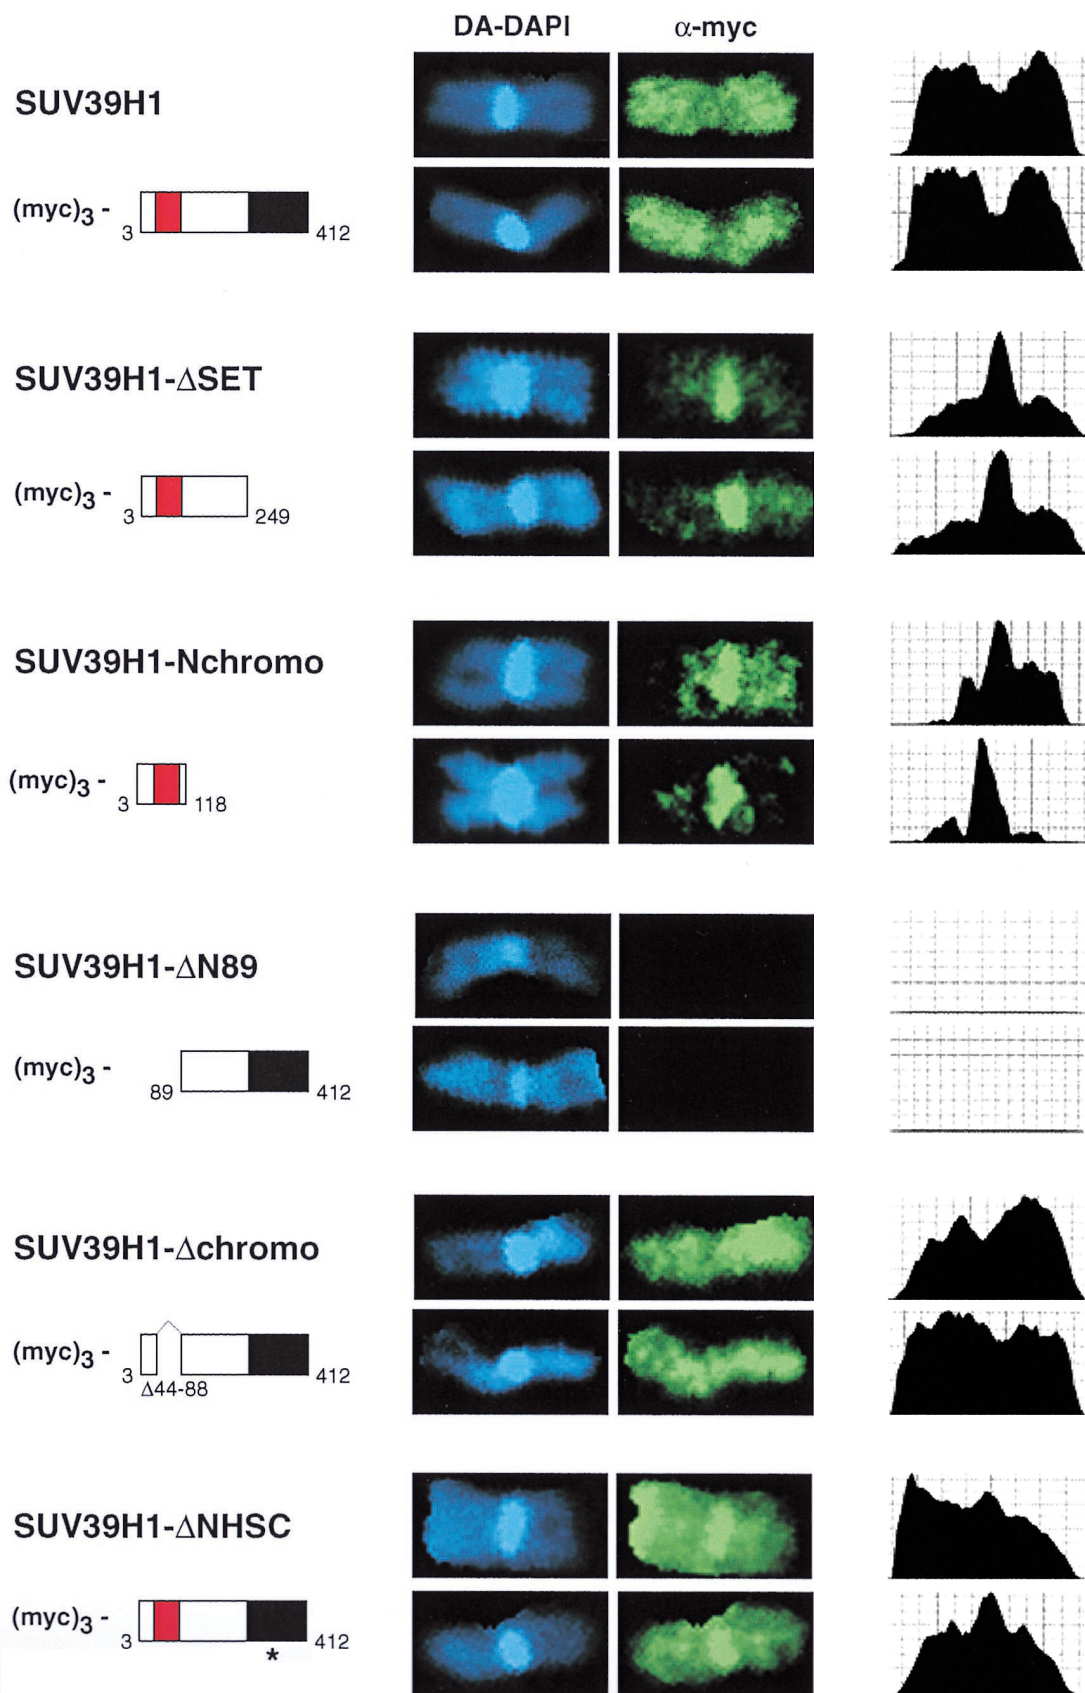 DA-DAPI α-myc
SUV39H1
(myc)3 - 3 412
SUV39H1-ΔSET
(myc)3 - 3 249
SUV39H1-Nchromo
(myc)3 - 3 118
SUV39H1-ΔN89
(myc)3 - 89 412
SUV39H1-Δchromo
(myc)3 - 3 412
Δ44-88
SUV39H1-ΔNHSC
(myc)3 - 3 412
*